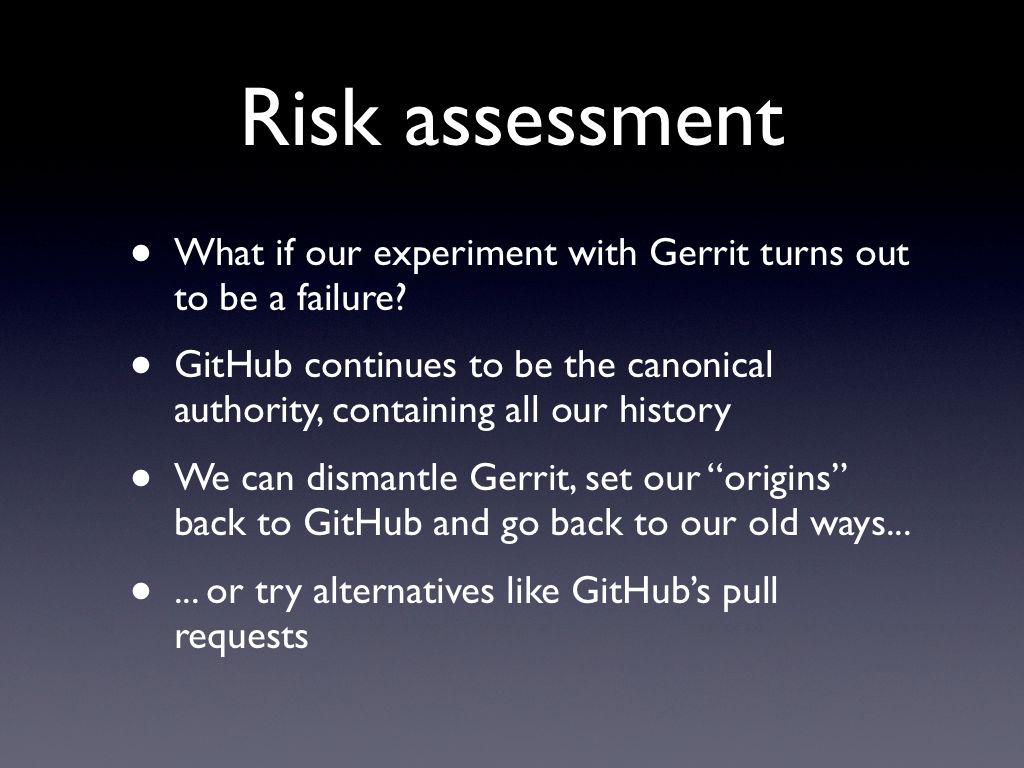 Risk assessment
• What if our experiment with Gerrit turns out
to be a failure?
• GitHub continues to be the canonical
authority, containing all our history
• We can dismantle Gerrit, set our “origins”
back to GitHub and go back to our old ways...
• ... or try alternatives like GitHub’s pull
requests